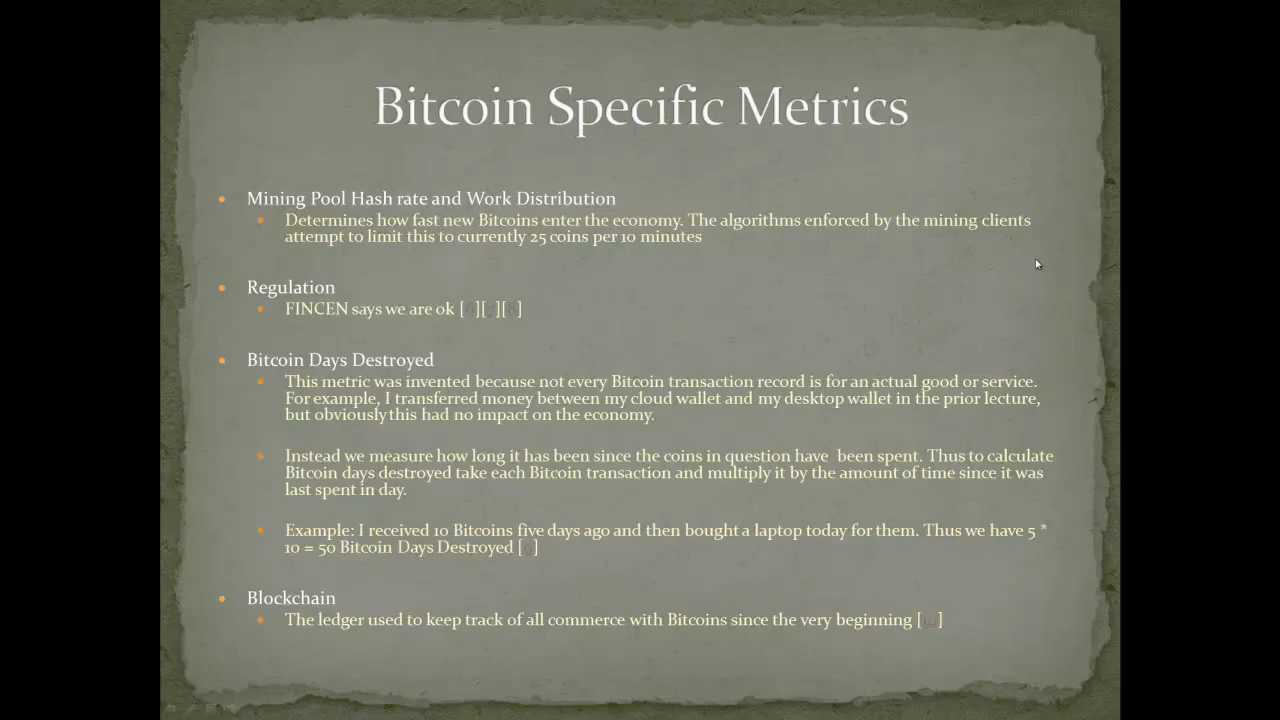 Bitcoin Specific Metrics
• Mining Pool Hash rate and Work Distribution
• Determines how fast new Bitcoins enter the economy. The algorithms enforced by the mining clients
attempt to limit this to currently 25 coins per 10 minutes
• Regulation
• FINCEN says we are ok [6][7][8]
• Bitcoin Days Destroyed
• This metric was invented because not every Bitcoin transaction record is for an actual good or service.
For example, I transferred money between my cloud wallet and my desktop wallet in the prior lecture,
but obviously this had no impact on the economy.
• Instead we measure how long it has been since the coins in question have been spent. Thus to calculate
Bitcoin days destroyed take each Bitcoin transaction and multiply it by the amount of time since it was
last spent in day.
• Example: I received 10 Bitcoins five days ago and then bought a laptop today for them. Thus we have 5 *
10 = 50 Bitcoin Days Destroyed [9]
• Blockchain
• The ledger used to keep track of all commerce with Bitcoins since the very beginning []